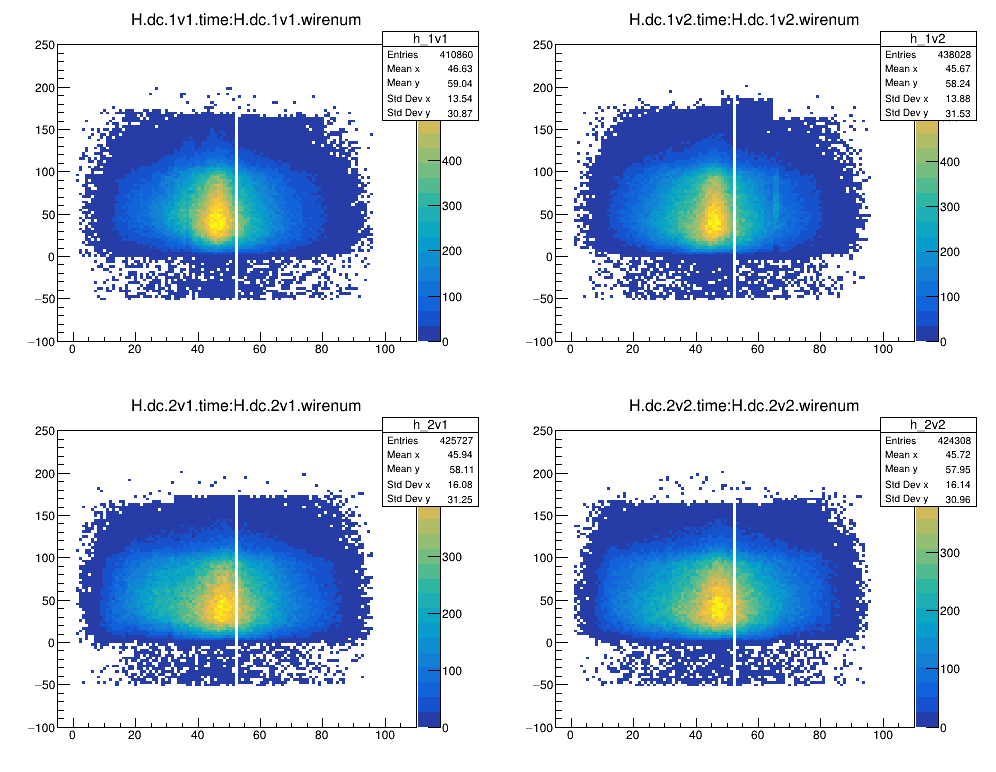 H.dc.1v1.time:H.dc.1v1.wirenum
h_1v1
Entries 410860
Mean x 46.63
Mean y 59.04
Std Dev x 13.54
Std Dev y 30.87
250
200
150
100
50
0
−50
−100
0 20 40 60 80 100
400
300
200
100
0
H.dc.1v2.time:H.dc.1v2.wirenum
h_1v2
Entries 438028
Mean x 45.67
Mean y 58.24
Std Dev x 13.88
Std Dev y 31.53
250
200
150
100
50
0
−50
−100
0 20 40 60 80 100
400
300
200
100
0
H.dc.2v1.time:H.dc.2v1.wirenum
h_2v1
Entries 425727
Mean x 45.94
Mean y 58.11
Std Dev x 16.08
Std Dev y 31.25
250
200
150
100
50
0
−50
−100
0 20 40 60 80 100
300
200
100
0
H.dc.2v2.time:H.dc.2v2.wirenum
h_2v2
Entries 424308
Mean x 45.72
Mean y 57.95
Std Dev x 16.14
Std Dev y 30.96
250
200
150
100
50
0
−50
−100
0 20 40 60 80 100
300
200
100
0